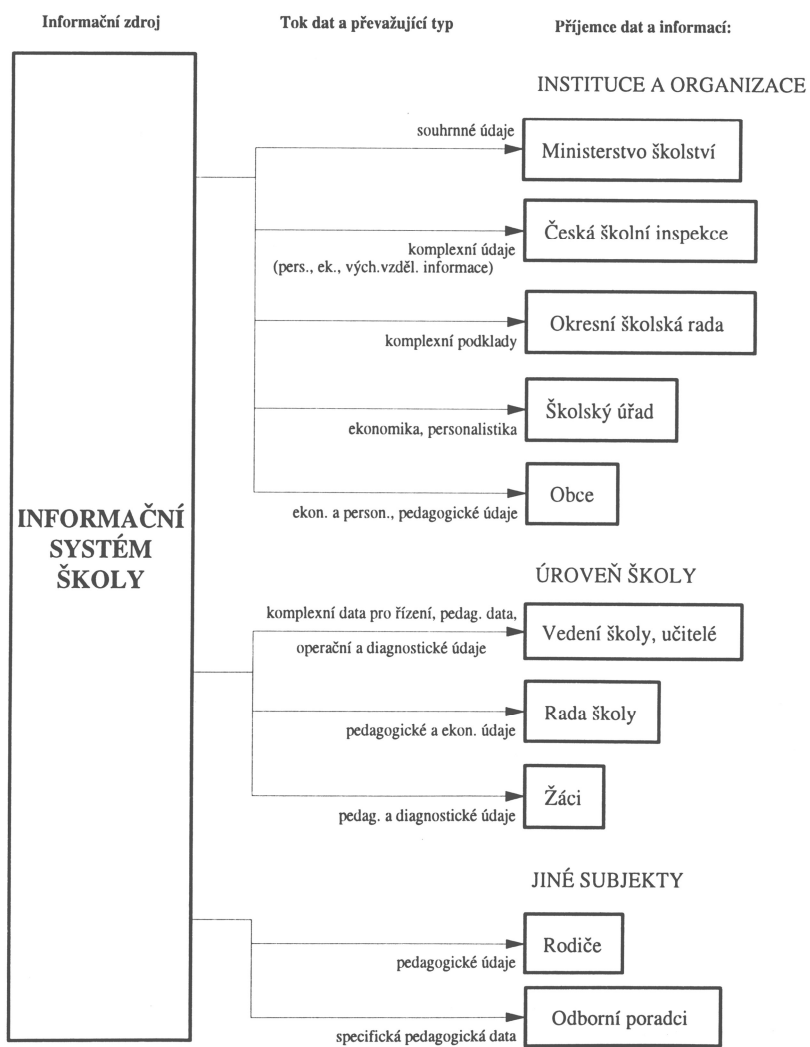 Informační zdroj
Tok dat a převažující typ
Příjemce dat a informací:
INSTITUCE A ORGANIZACE
souhrnné údaje
Ministerstvo školství
Česká školní inspekce
komplexní údaje
(pers., ek., vých.vzděl. informace)
Okresní školská rada
komplexní podklady
Školský úřad
ekonomika, personalistika
Obce
ekon. a person., pedagogické údaje
INFORMAČNÍ
SYSTÉM
ŠKOLY
ÚROVEŇ ŠKOLY
komplexní data pro řízení, pedag. data,
operační a diagnostické údaje
Vedení školy, učitelé
Rada školy
pedagogické a ekon. údaje
Žáci
pedag. a diagnostické údaje
JINÉ SUBJEKTY
Rodiče
pedagogické údaje
Odborní poradci
specifická pedagogická data